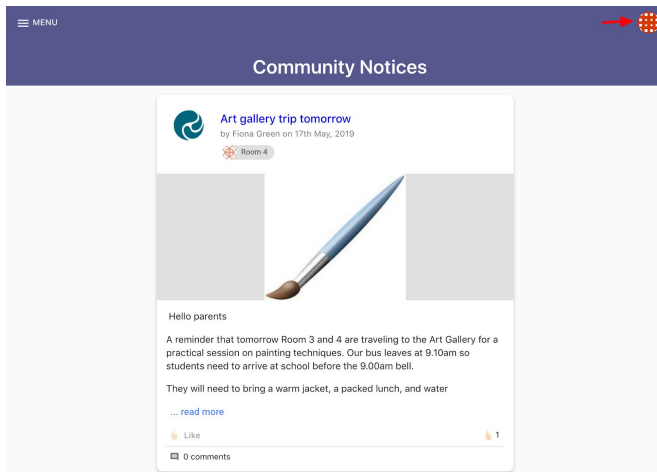 MENU
Community Notices
Art gallery trip tomorrow
by Fiona Green on 17th May, 2019
Room 4
Hello parents
A reminder that tomorrow Room 3 and 4 are traveling to the Art Gallery for a
practical session on painting techniques. Our bus leaves at 9.10am so
students need to arrive at school before the 9.00am bell.
They will need to bring a warm jacket, a packed lunch, and water
... read more
Like 1
0 comments